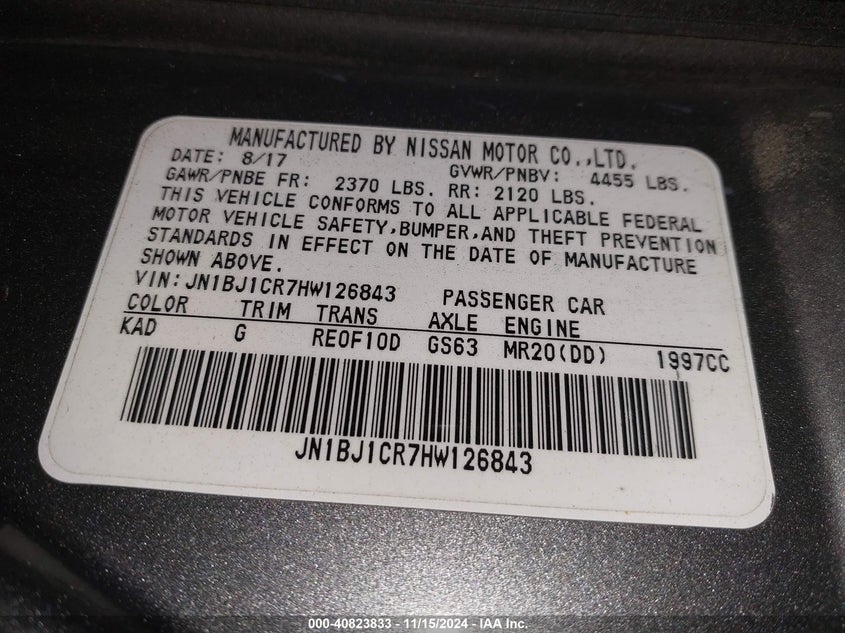 MANUFACTURED BY NISSAN MOTOR CO.,LTD.
DATE: 8/17 GVWR/PNBV: 4455 LBS.
GAWR/PNBE FR: 2370 LBS. RR: 2120 LBS.
THIS VEHICLE CONFORMS TO ALL APPLICABLE FEDERAL
MOTOR VEHICLE SAFETY,BUMPER,AND THEFT PREVENTION
STANDARDS IN EFFECT ON THE DATE OF MANUFACTURE
SHOWN ABOVE.
VIN:JN1BJ1CR7HW126843 PASSENGER CAR
COLOR TRIM TRANS AXLE ENGINE
KAD G RE0F10D GS63 MR20(DD) 1997CC
JN1BJ1CR7HW126843
000-40823833 - 11/15/2024 - IAA Inc.